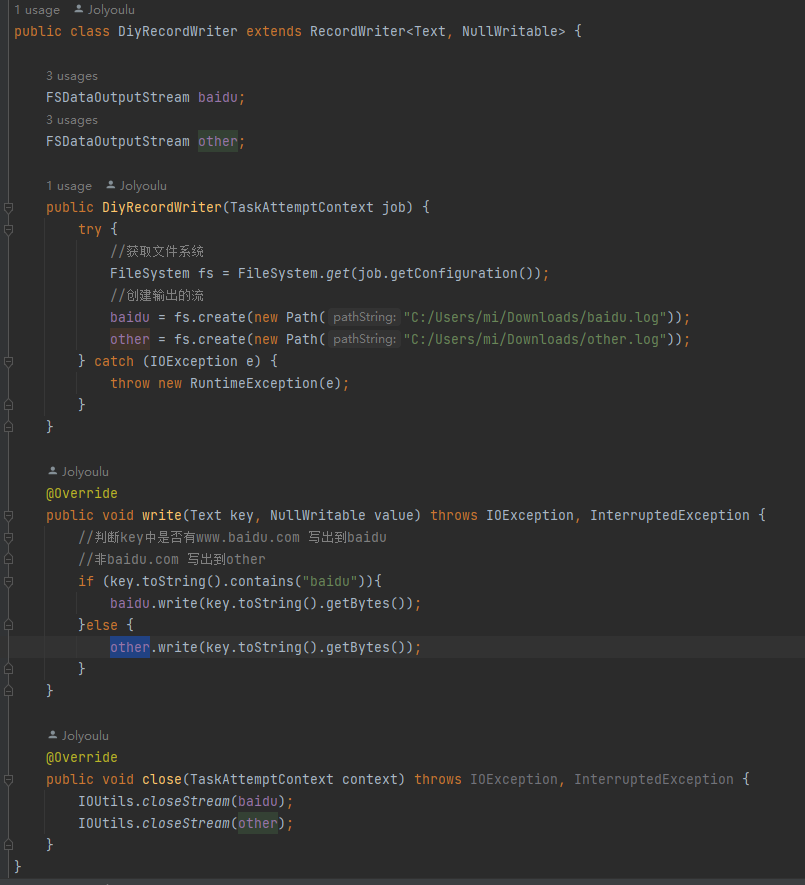 1 usage Jolyoulu
public class DiyRecordWriter extends RecordWriter<Text, NullWritable> {
3 usages
FSDataOutputStream baidu;
3 usages
FSDataOutputStream other;
1 usage Jolyoulu
public DiyRecordWriter(TaskAttemptContext job) {
try {
//获取文件系统
FileSystem fs = FileSystem.get(job.getConfiguration());
//创建输出的流
baidu = fs.create(new Path( pathString: "C:/Users/mi/Downloads/baidu.log"));
other = fs.create(new Path( pathString: "C:/Users/mi/Downloads/other.log"));
} catch (IOException e) {
throw new RuntimeException(e);
}
}
Jolyoulu
@Override
public void write(Text key, NullWritable value) throws IOException, InterruptedException {
//判断key中是否有www.baidu.com 写出到baidu
//非baidu.com 写出到other
if (key.toString().contains("baidu")){
baidu.write(key.toString().getBytes());
}else {
other.write(key.toString().getBytes());
}
}
Jolyoulu
@Override
public void close(TaskAttemptContext context) throws IOException, InterruptedException {
IOUtils.closeStream(baidu);
IOUtils.closeStream(other);
}
}